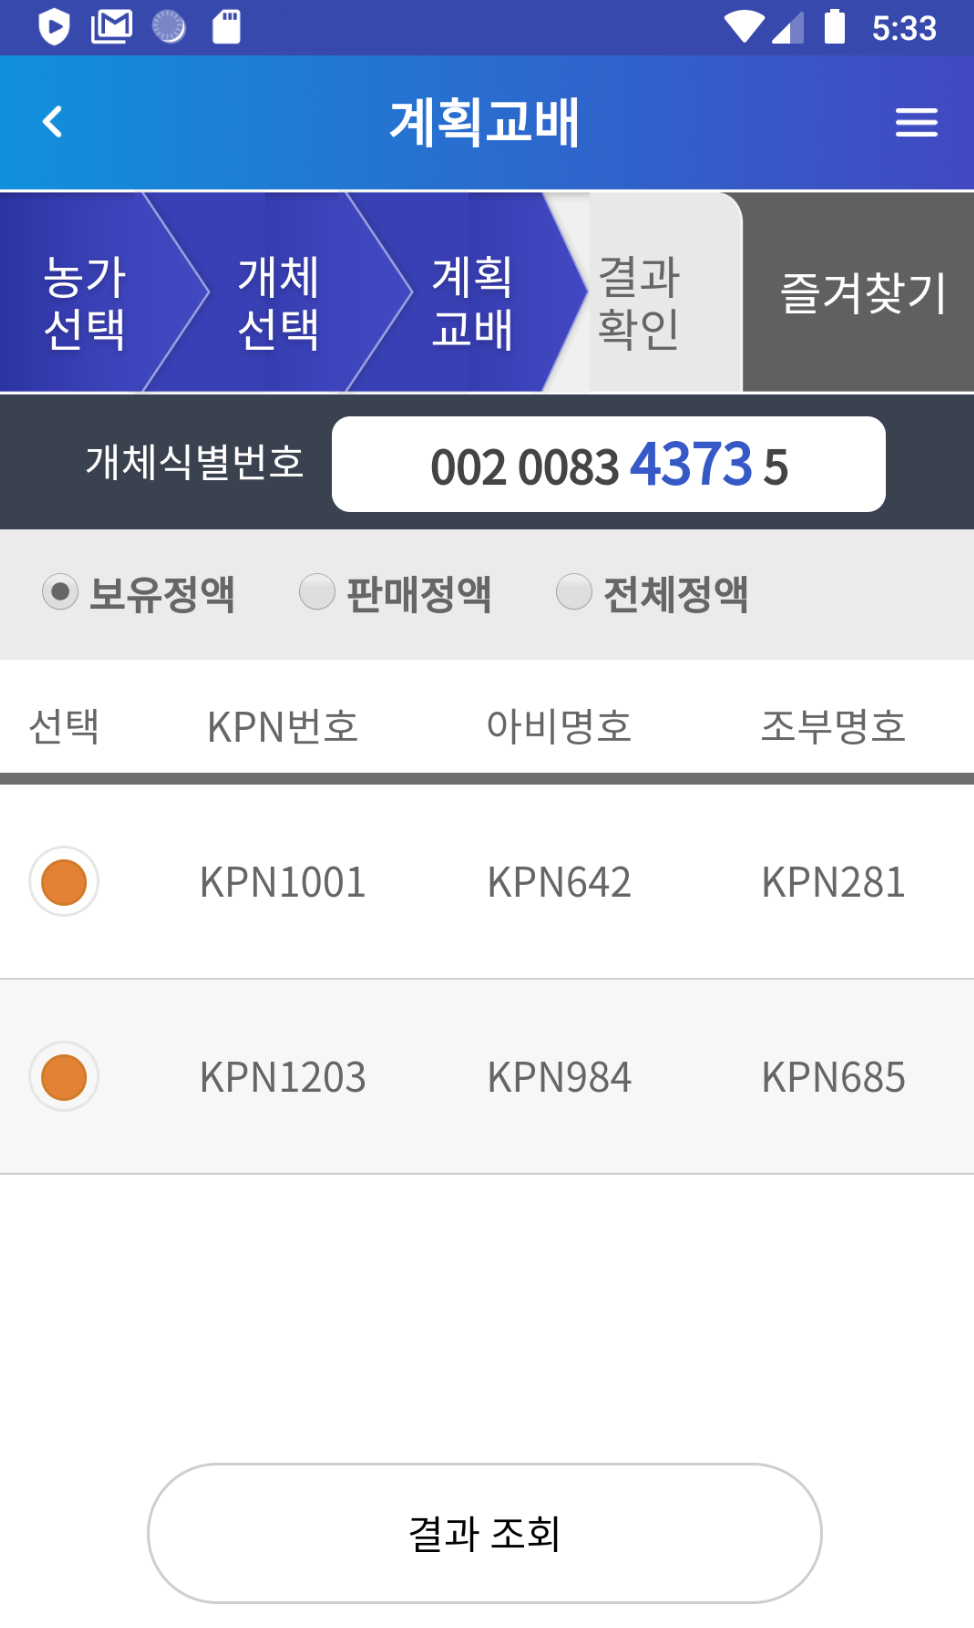 5:33
계획교배
농가
선택
개체
선택
계획
교배
결과
확인
즐겨찾기
개체식별번호 002 0083 4373 5
보유정액 판매정액 전체정액
선택 KPN번호 아비명호 조부명호
KPN1001 KPN642 KPN281
KPN1203 KPN984 KPN685
결과 조회